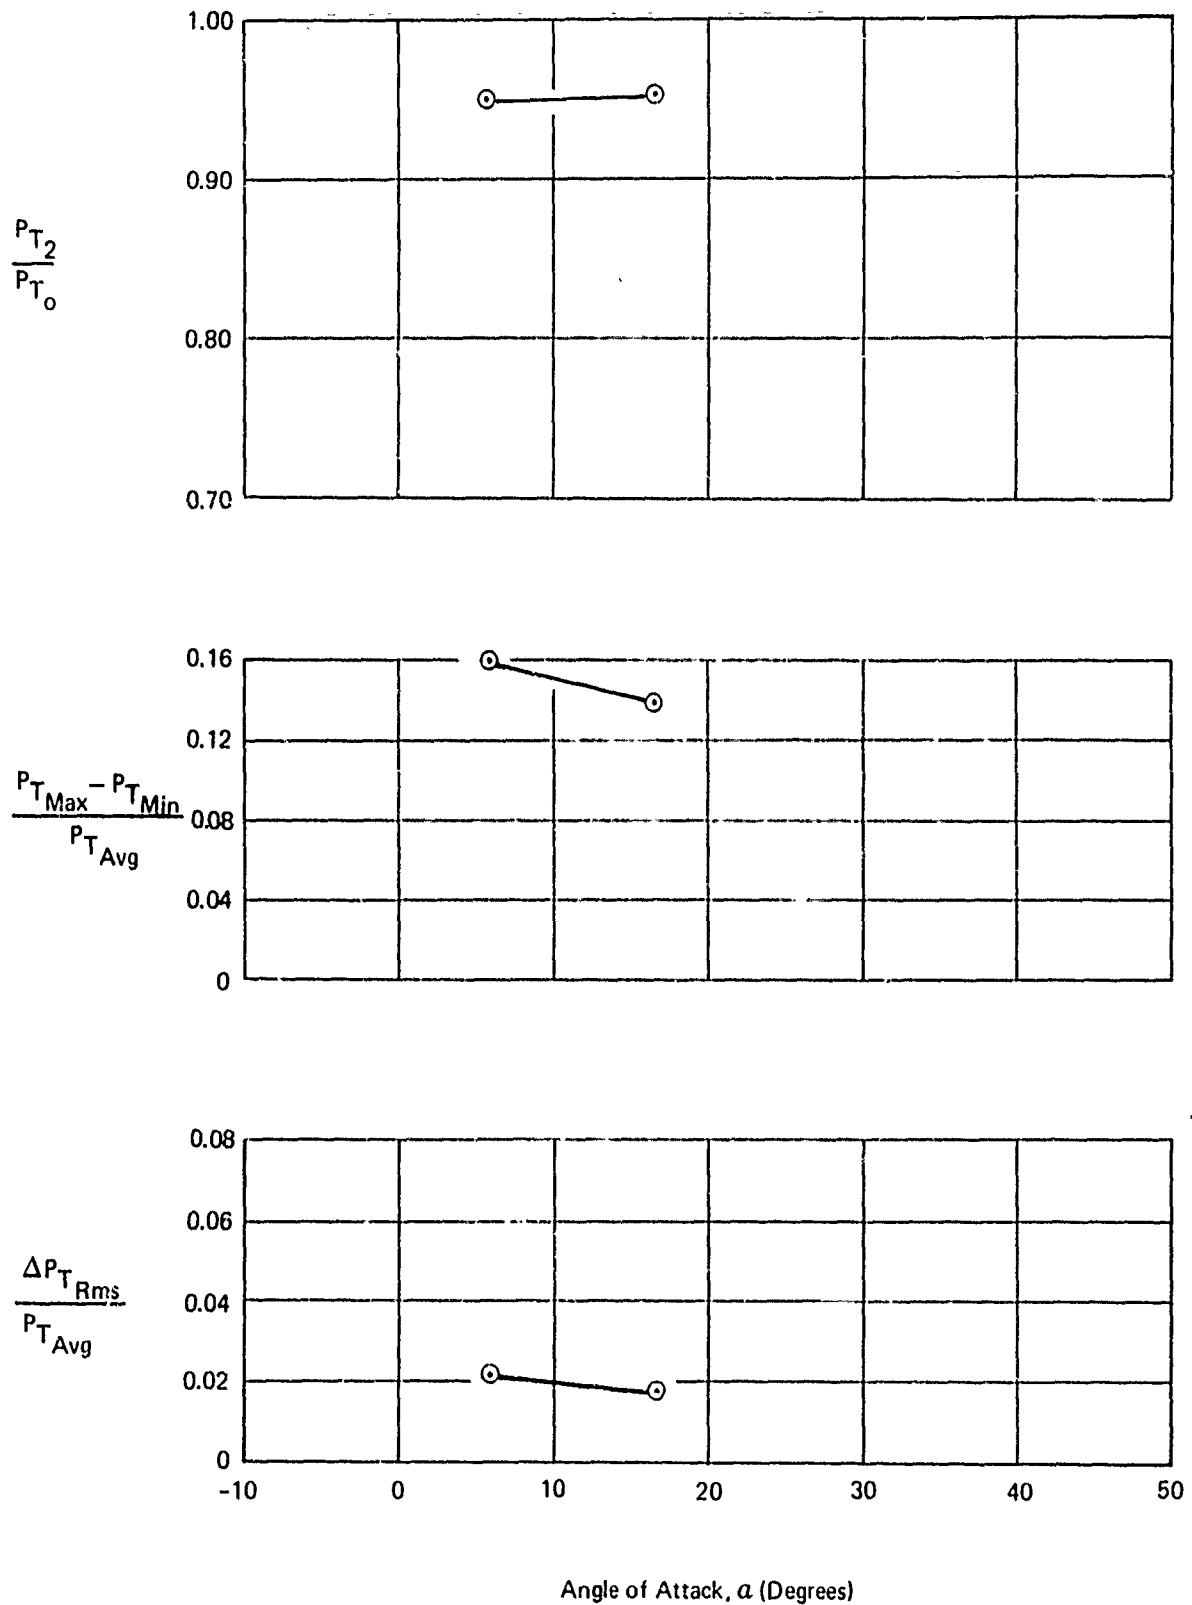 1.00
0.90
P_T2
P_To
0.80
0.70
0.16
0.12
P_TMax – P_TMin
P_TAvg
0.08
0.04
0
0.08
0.06
ΔP_TRms
P_TAvg
0.04
0.02
0
-10 0 10 20 30 40 50
Angle of Attack, α (Degrees)